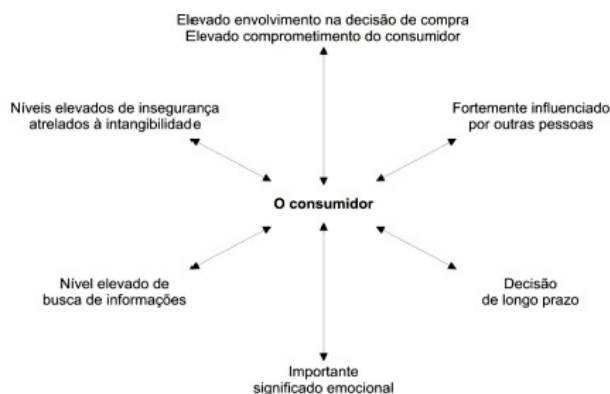 Elevado envolvimento na decisão de compra
Elevado comprometimento do consumidor
Níveis elevados de insegurança
atrelados à intangibilidade
Fortemente influenciado
por outras pessoas
O consumidor
Nível elevado de
busca de informações
Decisão
de longo prazo
Importante
significado emocional